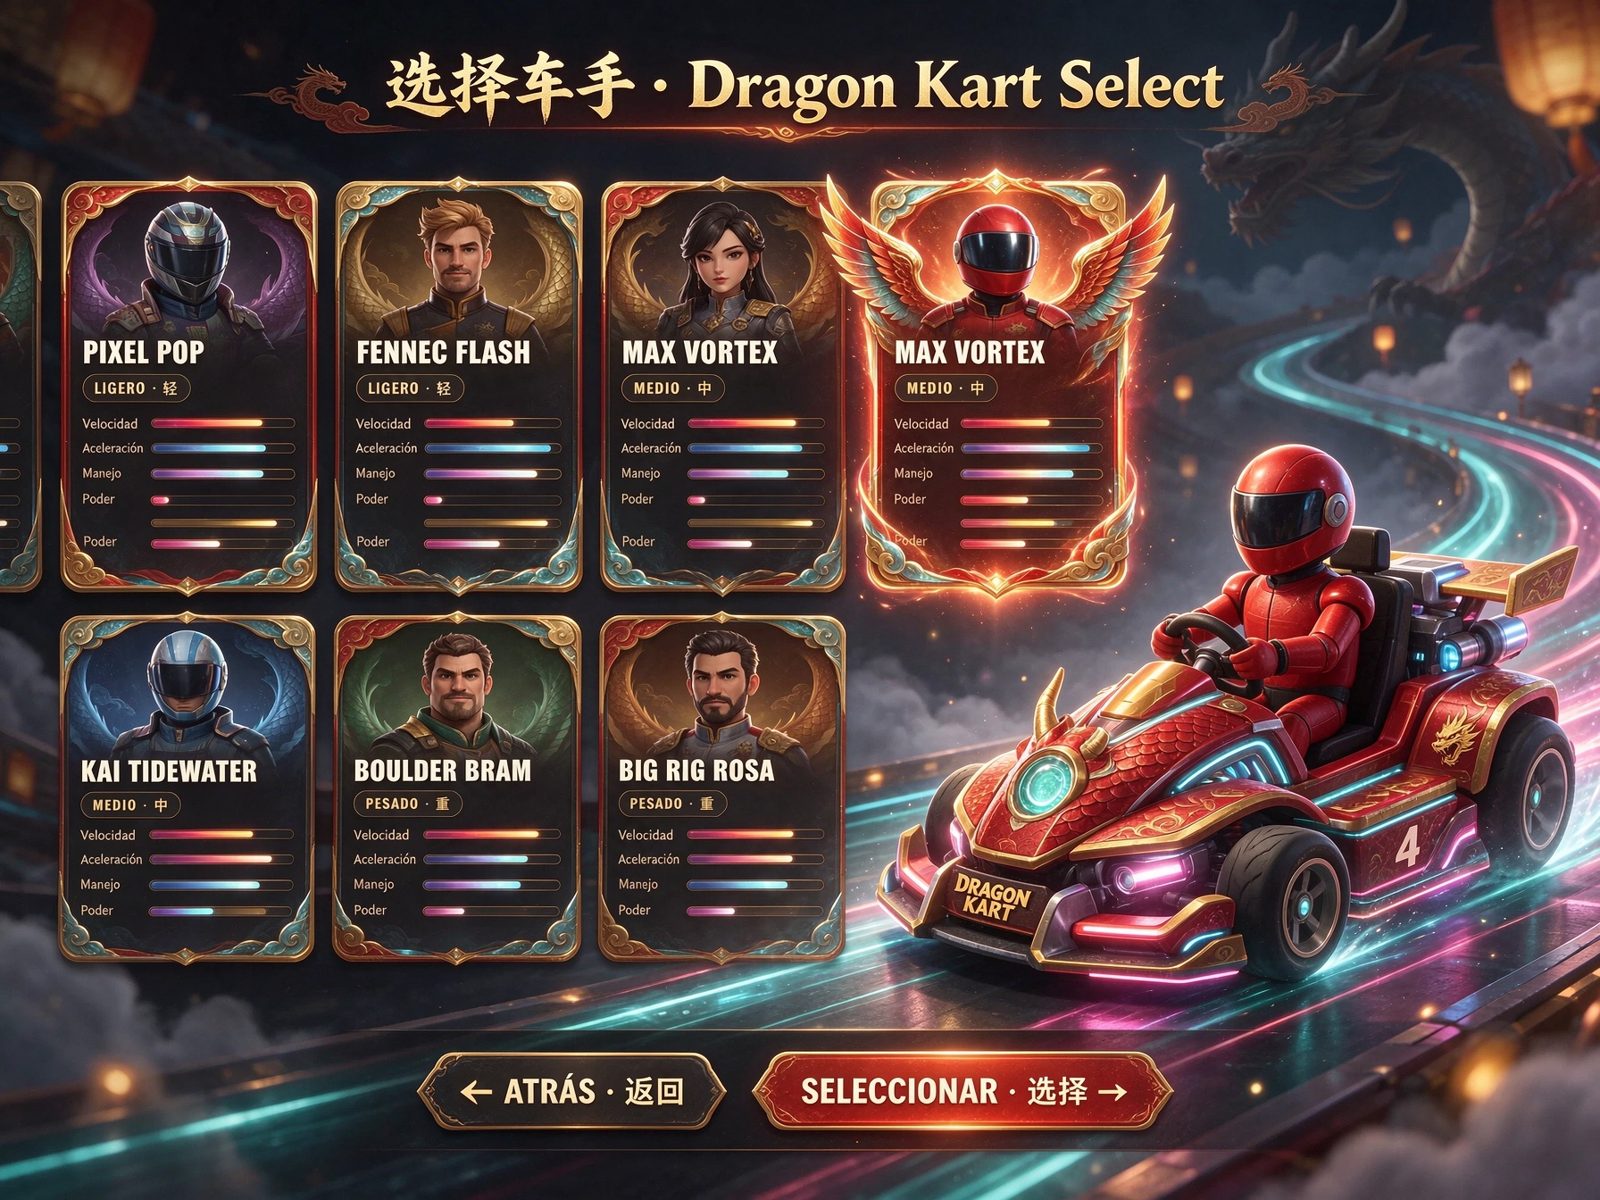 选择车手 · Dragon Kart Select
PIXEL POP
LIGERO · 轻
Velocidad
Aceleración
Manejo
Poder
Poder
FENNEC FLASH
LIGERO · 轻
Velocidad
Aceleración
Manejo
Poder
Poder
MAX VORTEX
MEDIO · 中
Velocidad
Aceleración
Manejo
Poder
Poder
MAX VORTEX
MEDIO · 中
Velocidad
Aceleración
Manejo
Poder
Poder
KAI TIDEWATER
MEDIO · 中
Velocidad
Aceleración
Manejo
Poder
BOULDER BRAM
PESADO · 重
Velocidad
Aceleración
Manejo
Poder
BIG RIG ROSA
PESADO · 重
Velocidad
Aceleración
Manejo
Poder
DRAGON
KART
4
← ATRÁS · 返回
SELECCIONAR · 选择 →